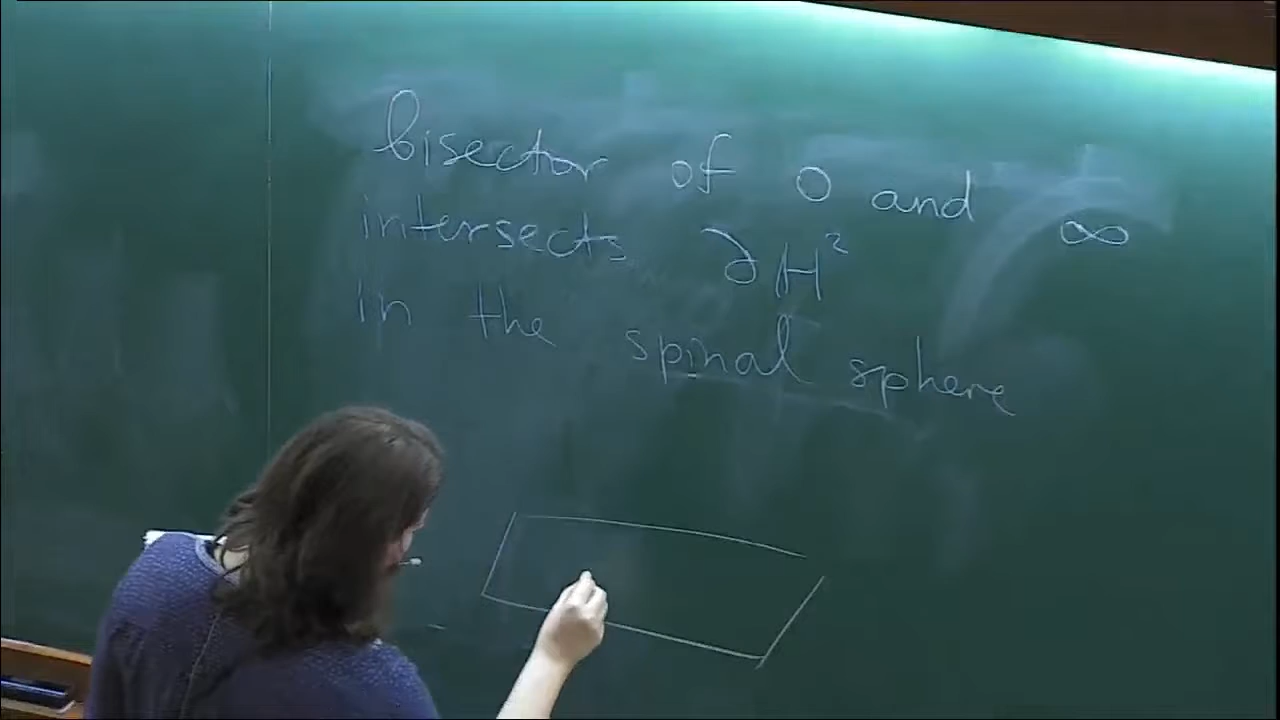 bisector of 0 and ∞
intersects ∂H²
in the spinal sphere